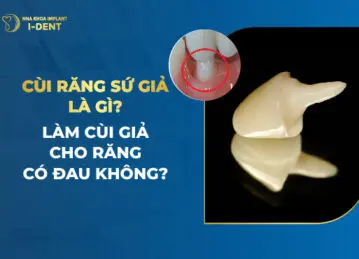 NHA KHOA IMPLANT
I-DENT
CÙI RĂNG SỨ GIẢ
LÀ GÌ?
LÀM CÙI GIẢ
CHO RĂNG
CÓ ĐAU KHÔNG?